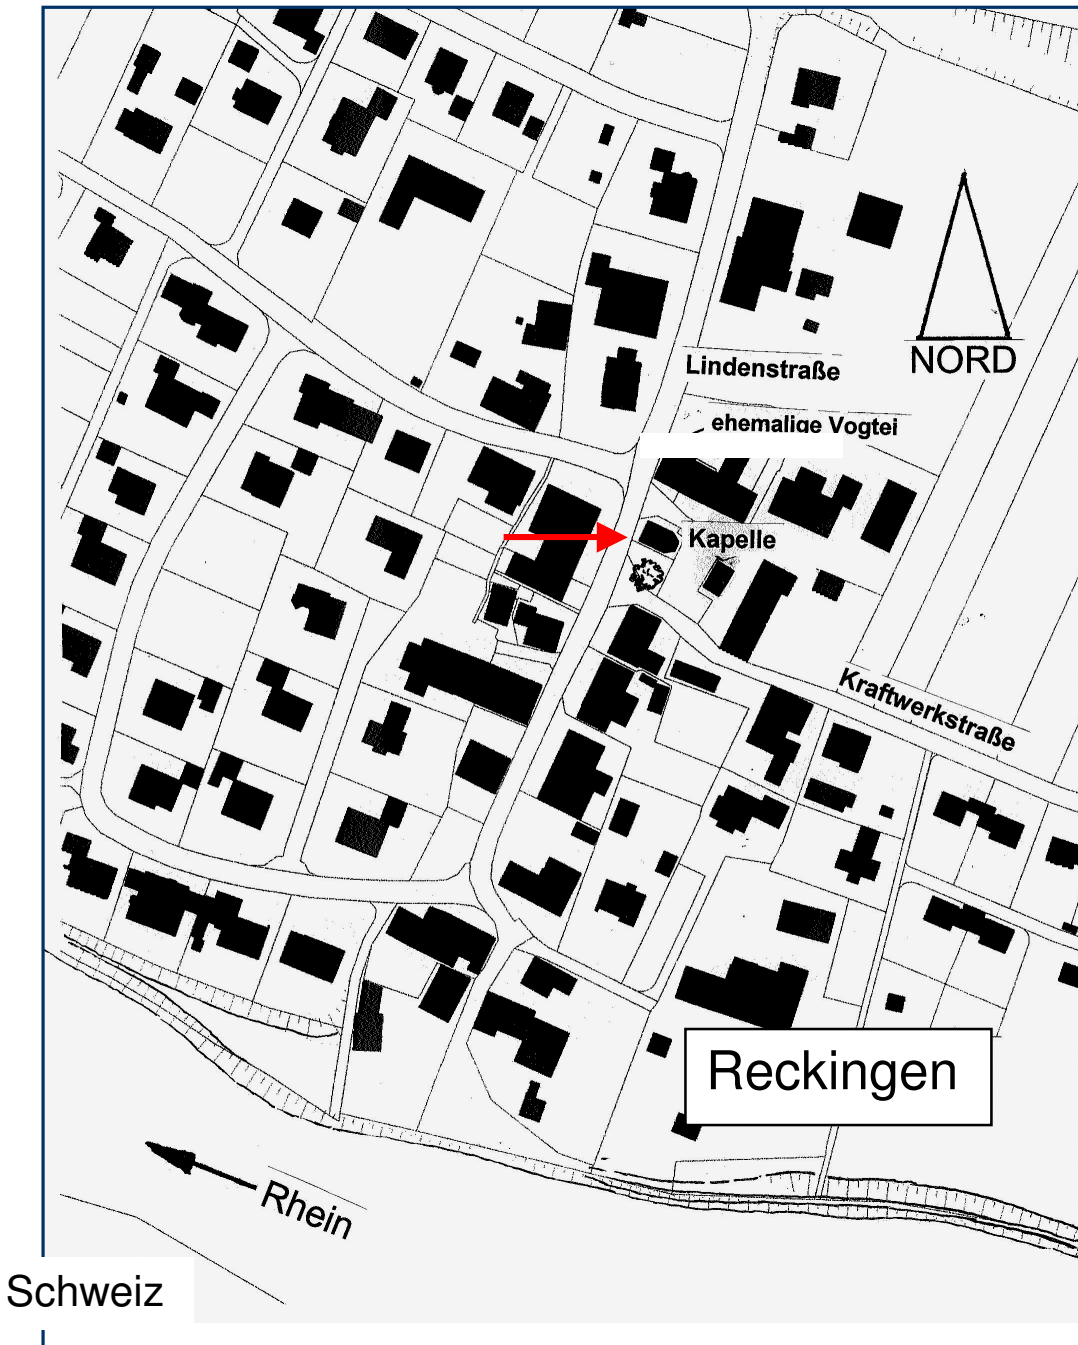 Lindenstraße
NORD
ehemalige Vogtei
Kapelle
Kraftwerkstraße
Reckingen
Rhein
Schweiz